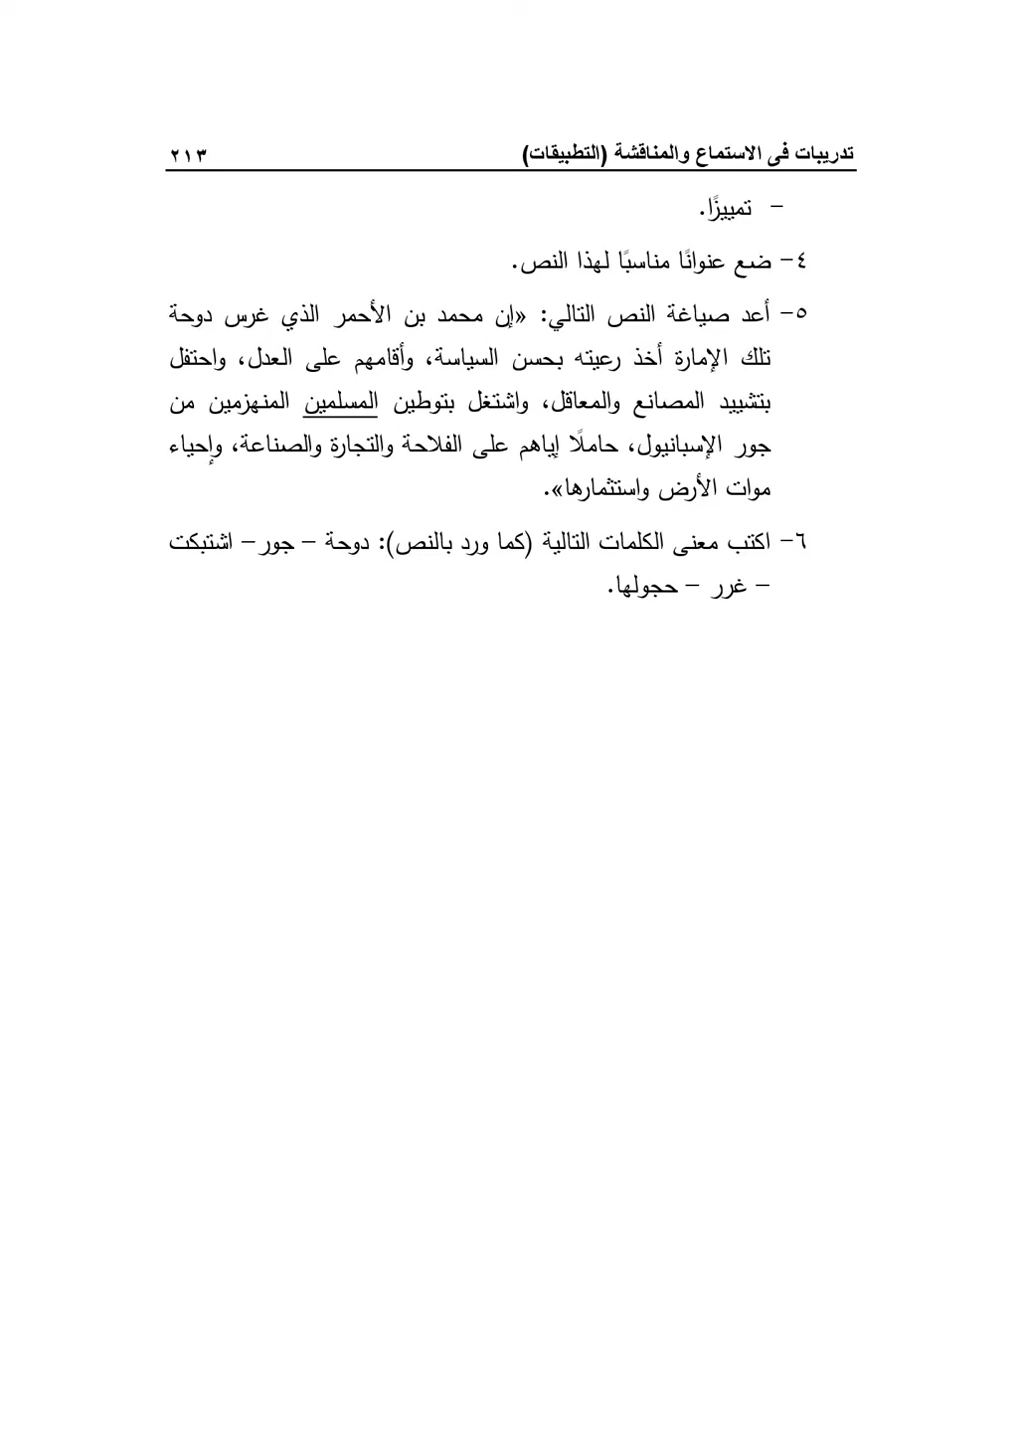 تدريبات فى الاستماع والمناقشة (التطبيقات) ٢١٣
- تمييزًا.
٤- ضع عنوانًا مناسبًا لهذا النص.
٥- أعد صياغة النص التالي: «إن محمد بن الأحمر الذي غرس دوحة
تلك الإمارة أخذ رعيته بحسن السياسة، وأقامهم على العدل، واحتفل
بتشييد المصانع والمعاقل، واشتغل بتوطين المسلمين المنهزمين من
جور الإسبانيول، حاملًا إياهم على الفلاحة والتجارة والصناعة، وإحياء
موات الأرض واستثمارها».
٦- اكتب معنى الكلمات التالية (كما ورد بالنص): دوحة - جور- اشتبكت
- غرر - حجولها.